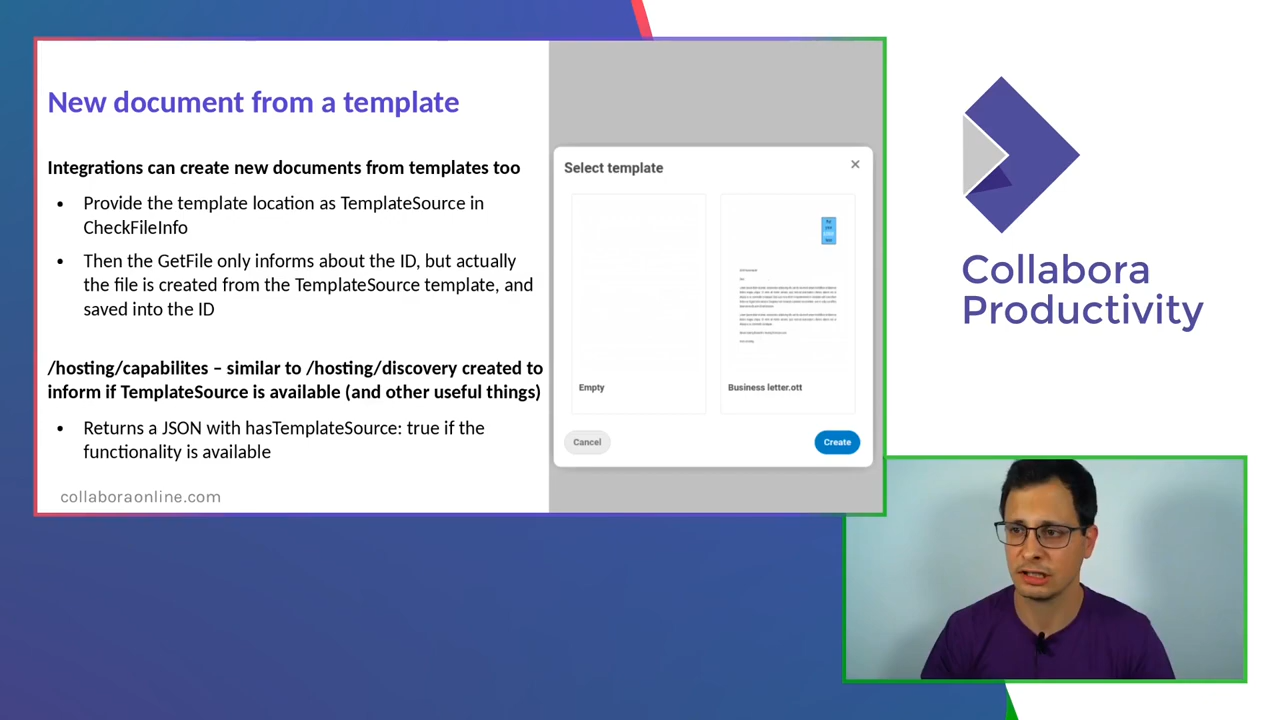 New document from a template
Integrations can create new documents from templates too
• Provide the template location as TemplateSource in
CheckFileInfo
• Then the GetFile only informs about the ID, but actually
the file is created from the TemplateSource template, and
saved into the ID
/hosting/capabilites – similar to /hosting/discovery created to
inform if TemplateSource is available (and other useful things)
• Returns a JSON with hasTemplateSource: true if the
functionality is available
collaboraonline.com
Select template
Empty
Business letter.ott
Cancel
Create
Collabora
Productivity